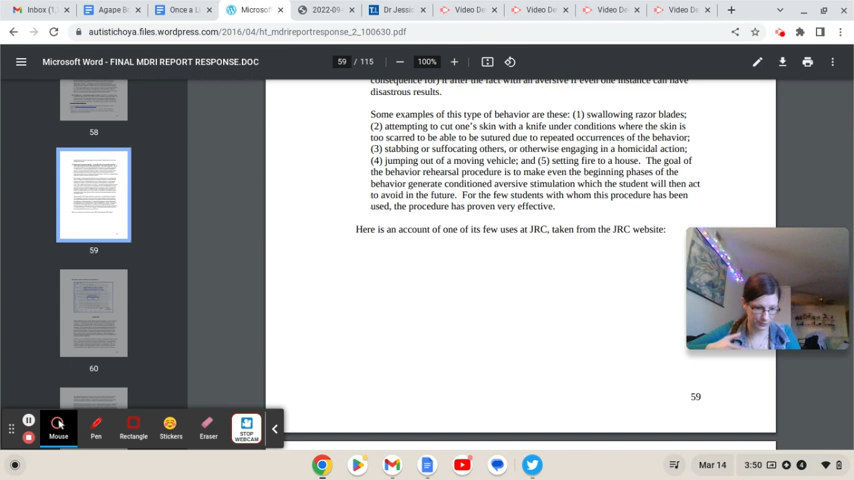 Inbox (1,
Agape Bo
Once a Li
Microsof
2022-09-
Dr Jessic
Video De
Video De
Video De
Video De
autistichoya.files.wordpress.com/2016/04/ht_mdrireportresponse_2_100630.pdf
Microsoft Word - FINAL MDRI REPORT RESPONSE.DOC
59 / 115
100%
58
59
60
consequence for) it after the fact with an aversive if even one instance can have
disastrous results.
Some examples of this type of behavior are these: (1) swallowing razor blades;
(2) attempting to cut one's skin with a knife under conditions where the skin is
too scarred to be able to be sutured due to repeated occurrences of the behavior;
(3) stabbing or suffocating others, or otherwise engaging in a homicidal action;
(4) jumping out of a moving vehicle; and (5) setting fire to a house. The goal of
the behavior rehearsal procedure is to make even the beginning phases of the
behavior generate conditioned aversive stimulation which the student will then act
to avoid in the future. For the few students with whom this procedure has been
used, the procedure has proven very effective.
Here is an account of one of its few uses at JRC, taken from the JRC website:
59
Mouse
Pen
Rectangle
Stickers
Eraser
STOP
WEBCAM
Mar 14
3:50